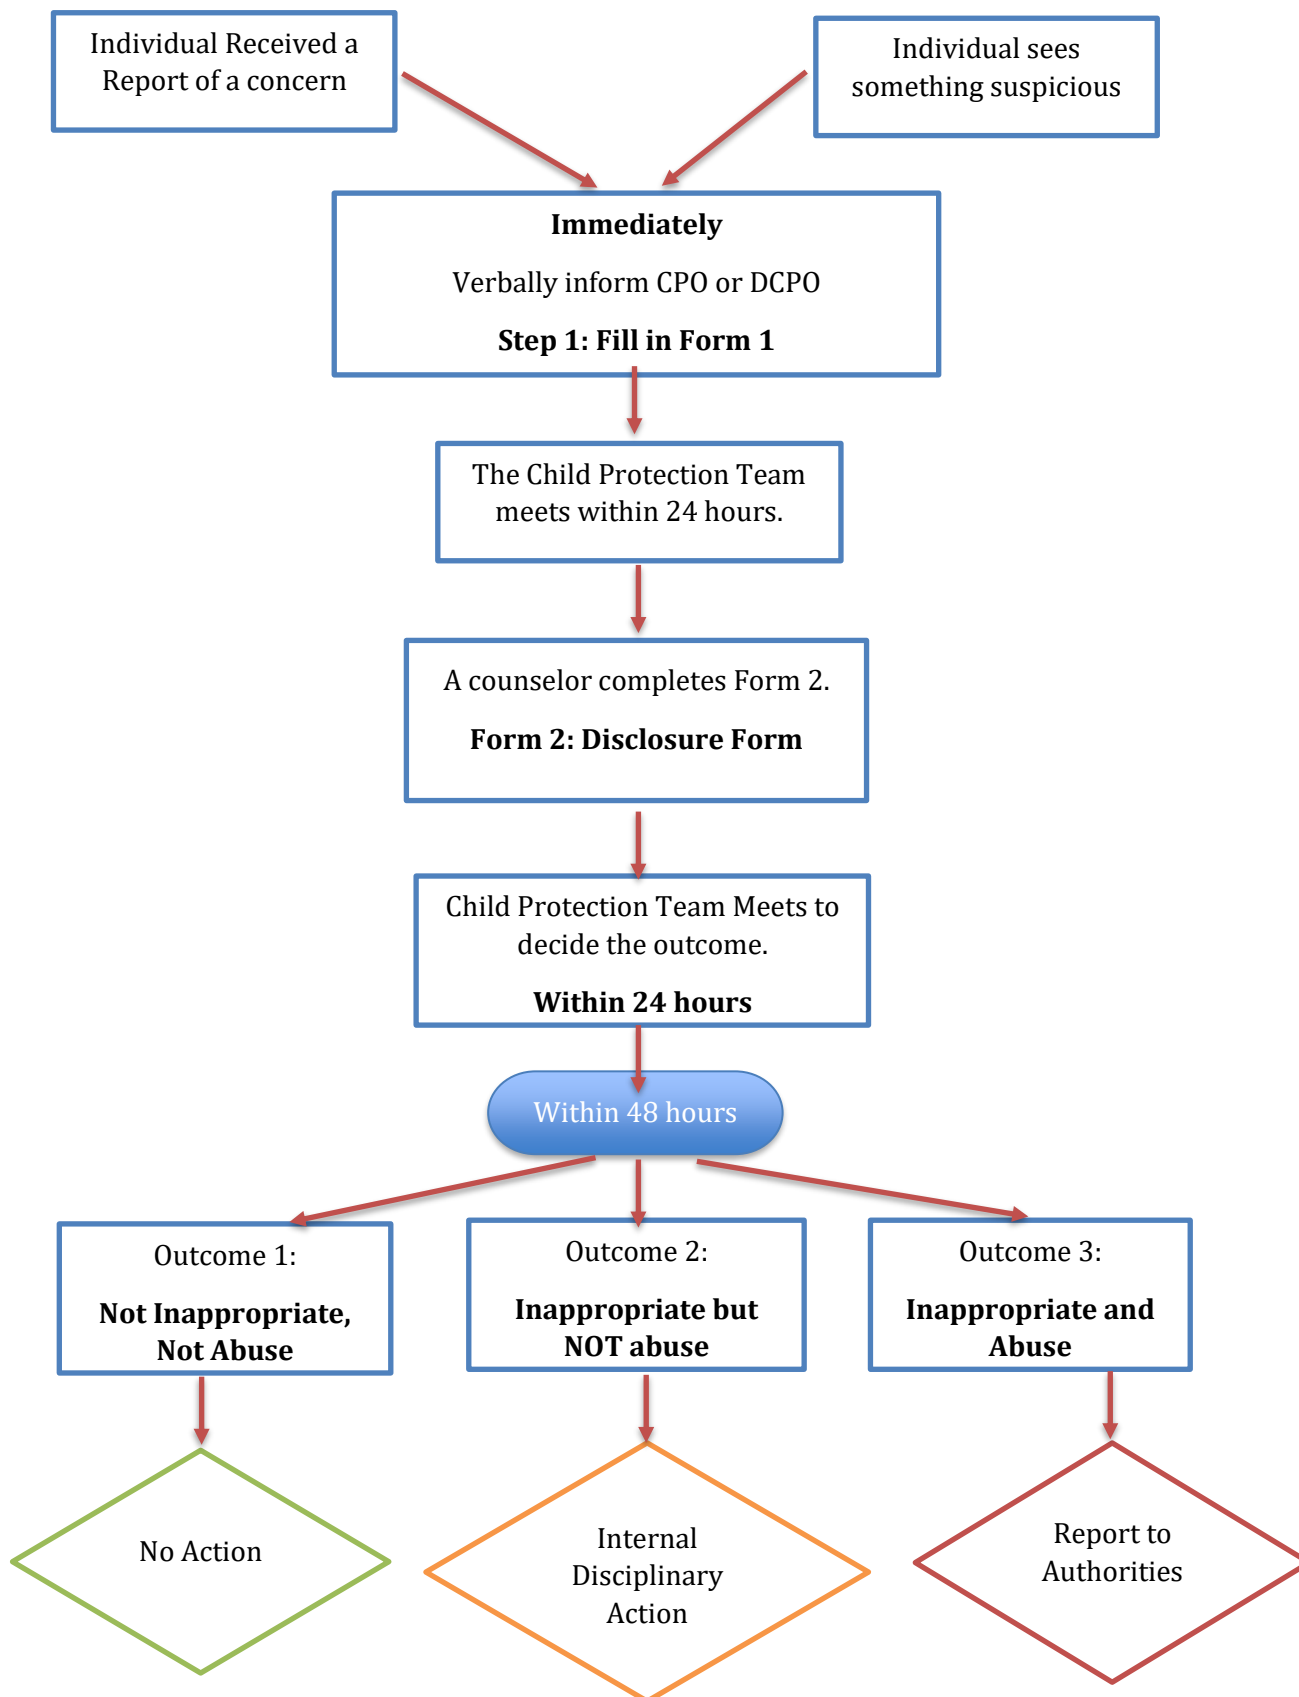 Individual Received a
Report of a concern
Individual sees
something suspicious
Immediately
Verbally inform CPO or DCPO
Step 1: Fill in Form 1
The Child Protection Team
meets within 24 hours.
A counselor completes Form 2.
Form 2: Disclosure Form
Child Protection Team Meets to
decide the outcome.
Within 24 hours
Within 48 hours
Outcome 1:
Not Inappropriate,
Not Abuse
Outcome 2:
Inappropriate but
NOT abuse
Outcome 3:
Inappropriate and
Abuse
No Action
Internal
Disciplinary
Action
Report to
Authorities